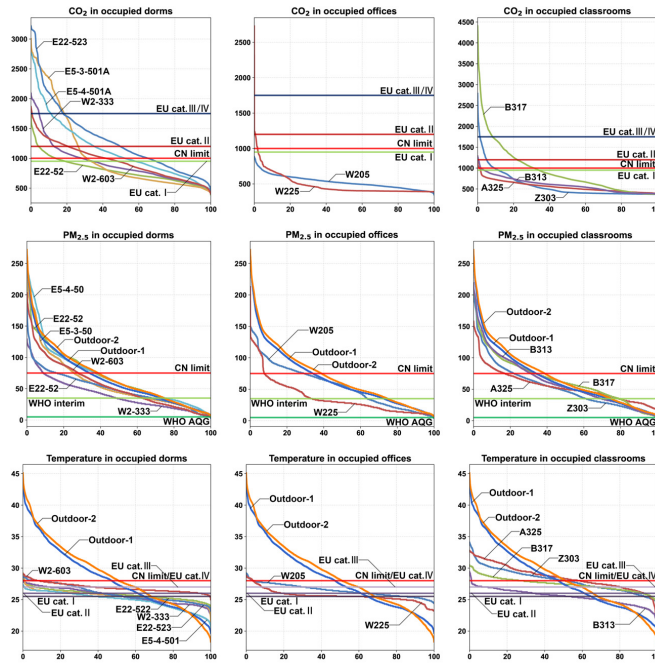 CO2 in occupied dorms
3000
2500
2000
1500
1000
500
0 20 40 60 80 100
E22-523
E5-3-501A
E5-4-501A
W2-333
EU cat. III/IV
EU cat. II
CN limit
E22-52
W2-603
EU cat. I
CO2 in occupied offices
2500
2000
1500
1000
500
0 20 40 60 80 100
EU cat. III/IV
EU cat. II
CN limit
EU cat. I
W205
W225
CO2 in occupied classrooms
4500
4000
3500
3000
2500
2000
1500
1000
500
0 20 40 60 80 100
B317
EU cat. III/IV
EU cat. II
CN limit
EU cat. I
A325
B313
Z303
PM2.5 in occupied dorms
250
200
150
100
50
0
0 20 40 60 80 100
E5-4-50
E22-52
E5-3-50
Outdoor-2
Outdoor-1
W2-603
CN limit
E22-52
WHO interim
W2-333
WHO AQG
PM2.5 in occupied offices
250
200
150
100
50
0
0 20 40 60 80 100
W205
Outdoor-1
Outdoor-2
CN limit
WHO interim
W225
WHO AQG
PM2.5 in occupied classrooms
250
200
150
100
50
0
0 20 40 60 80 100
Outdoor-2
Outdoor-1
B313
CN limit
A325
B317
WHO interim
Z303
WHO AQG
Temperature in occupied dorms
45
40
35
30
25
20
0 20 40 60 80 100
Outdoor-2
Outdoor-1
W2-603
EU cat. III
CN limit/EU cat. IV
EU cat. I
EU cat. II
E22-522
W2-333
E22-523
E5-4-501
Temperature in occupied offices
45
40
35
30
25
20
0 20 40 60 80 100
Outdoor-1
Outdoor-2
EU cat. III
W205
CN limit/EU cat. IV
EU cat. I
EU cat. II
W225
Temperature in occupied classrooms
45
40
35
30
25
20
0 20 40 60 80 100
Outdoor-1
Outdoor-2
A325
B317
Z303
EU cat. III
CN limit/EU cat. IV
EU cat. I
EU cat. II
B313